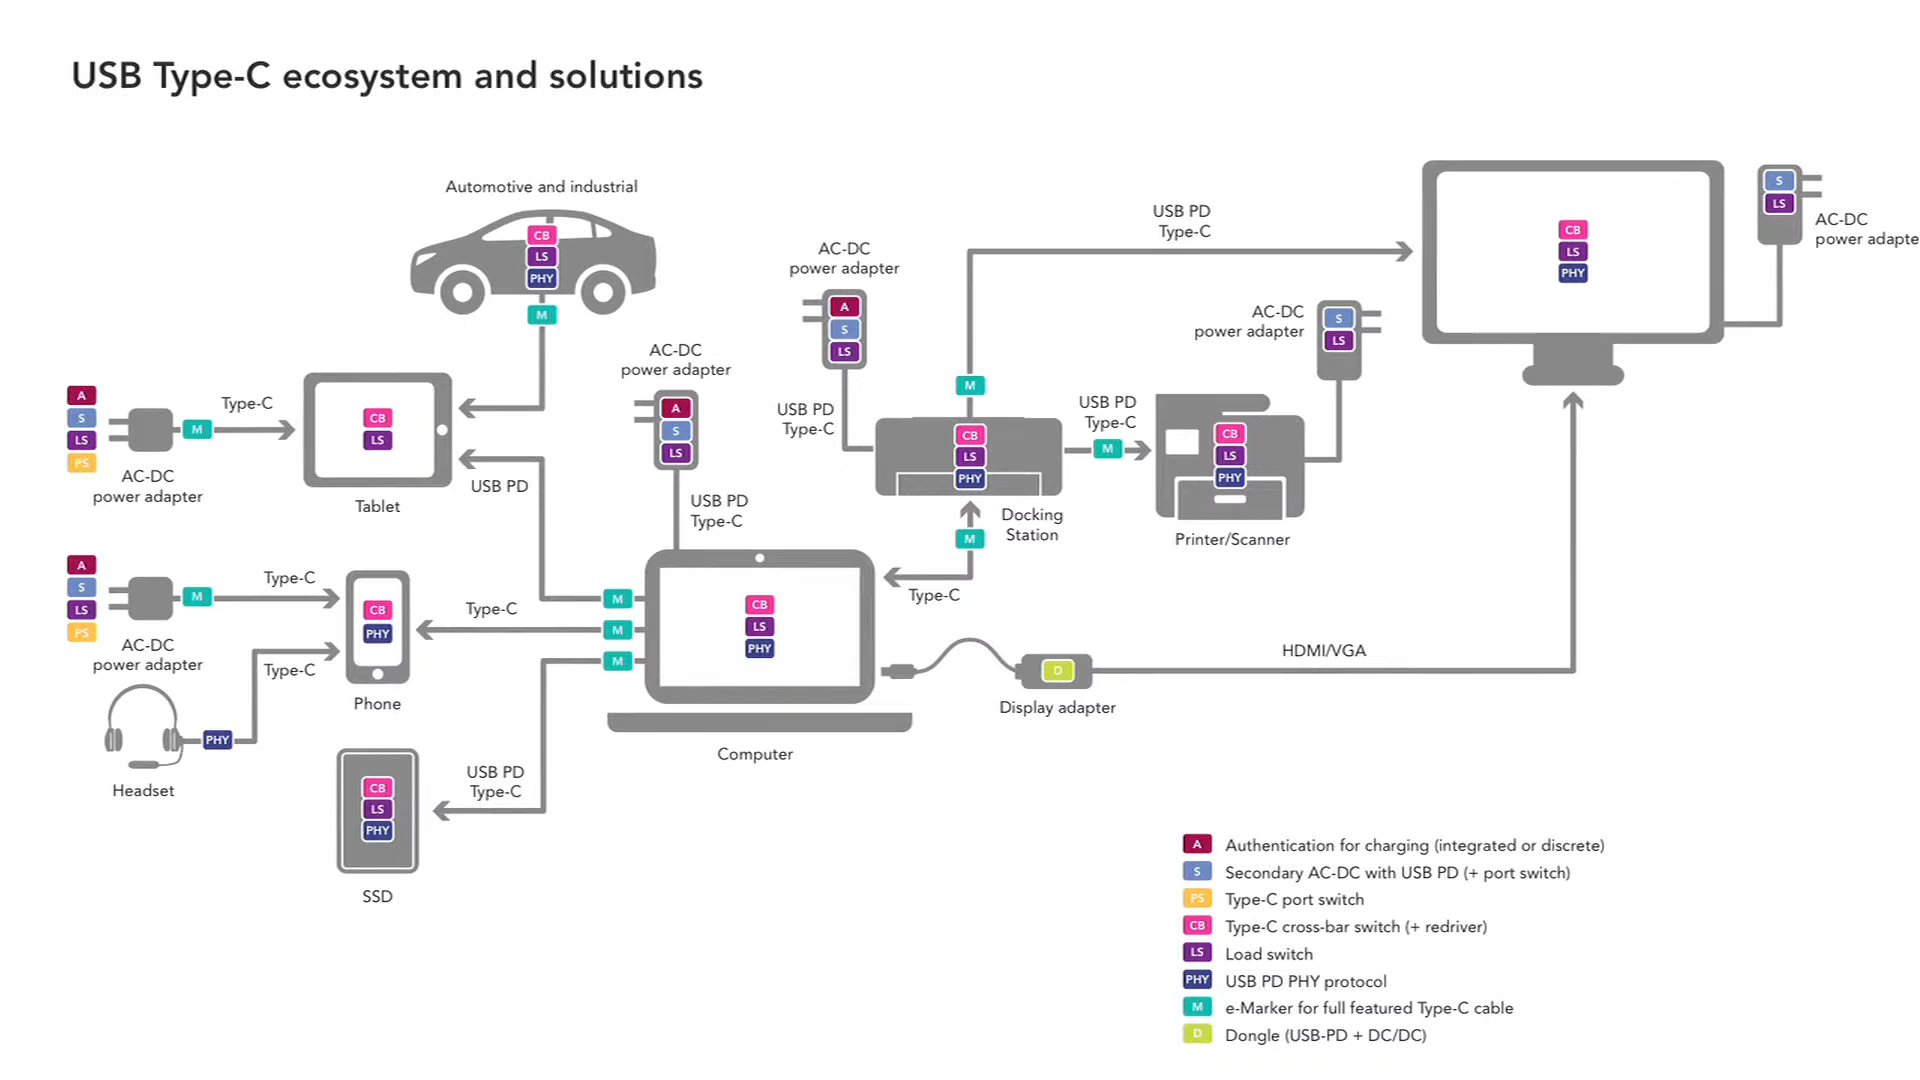 USB Type-C ecosystem and solutions
Automotive and industrial
CB
LS
PHY
M
A
S
LS
PS
M
Type-C
AC-DC
power adapter
CB
LS
Tablet
USB PD
AC-DC
power adapter
A
S
LS
USB PD
Type-C
A
S
LS
PS
M
Type-C
AC-DC
power adapter
Type-C
CB
PHY
Phone
PHY
Headset
CB
LS
PHY
SSD
Type-C
USB PD
Type-C
M
M
M
CB
LS
PHY
Computer
AC-DC
power adapter
A
S
LS
USB PD
Type-C
M
CB
LS
PHY
Docking
Station
M
Type-C
USB PD
Type-C
USB PD
Type-C
M
CB
LS
PHY
Printer/Scanner
AC-DC
power adapter
S
LS
CB
LS
PHY
S
LS
AC-DC
power adapte
D
Display adapter
HDMI/VGA
A Authentication for charging (integrated or discrete)
S Secondary AC-DC with USB PD (+ port switch)
PS Type-C port switch
CB Type-C cross-bar switch (+ redriver)
LS Load switch
PHY USB PD PHY protocol
M e-Marker for full featured Type-C cable
D Dongle (USB-PD + DC/DC)